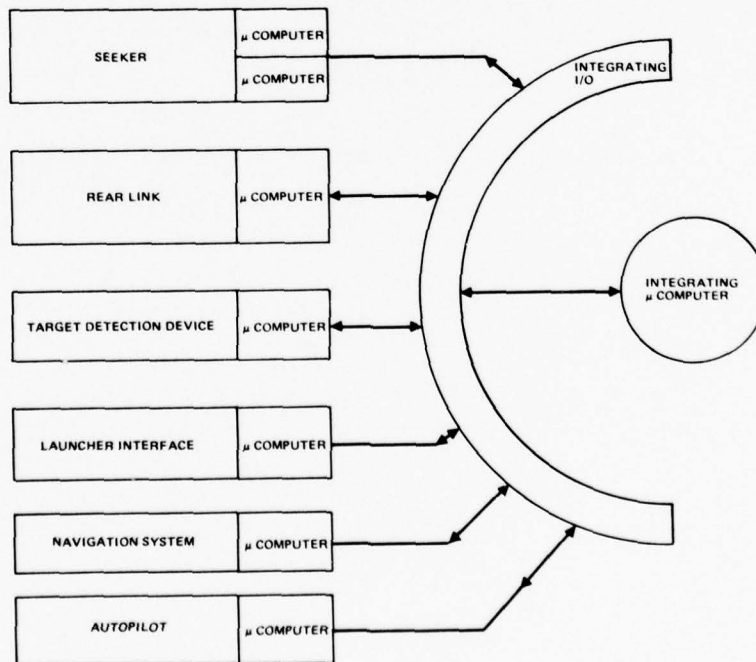 μ COMPUTER
SEEKER
μ COMPUTER
INTEGRATING
I/O
REAR LINK
μ COMPUTER
INTEGRATING
μ COMPUTER
TARGET DETECTION DEVICE
μ COMPUTER
LAUNCHER INTERFACE
μ COMPUTER
NAVIGATION SYSTEM
μ COMPUTER
AUTOPILOT
μ COMPUTER